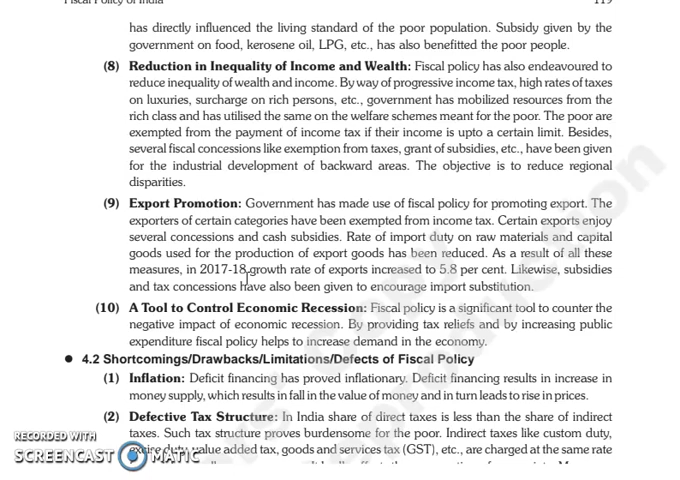 Fiscal Policy of India 119
has directly influenced the living standard of the poor population. Subsidy given by the
government on food, kerosene oil, LPG, etc., has also benefitted the poor people.
(8) Reduction in Inequality of Income and Wealth: Fiscal policy has also endeavoured to
reduce inequality of wealth and income. By way of progressive income tax, high rates of taxes
on luxuries, surcharge on rich persons, etc., government has mobilized resources from the
rich class and has utilised the same on the welfare schemes meant for the poor. The poor are
exempted from the payment of income tax if their income is upto a certain limit. Besides,
several fiscal concessions like exemption from taxes, grant of subsidies, etc., have been given
for the industrial development of backward areas. The objective is to reduce regional
disparities.
(9) Export Promotion: Government has made use of fiscal policy for promoting export. The
exporters of certain categories have been exempted from income tax. Certain exports enjoy
several concessions and cash subsidies. Rate of import duty on raw materials and capital
goods used for the production of export goods has been reduced. As a result of all these
measures, in 2017-18 growth rate of exports increased to 5.8 per cent. Likewise, subsidies
and tax concessions have also been given to encourage import substitution.
(10) A Tool to Control Economic Recession: Fiscal policy is a significant tool to counter the
negative impact of economic recession. By providing tax reliefs and by increasing public
expenditure fiscal policy helps to increase demand in the economy.
● 4.2 Shortcomings/Drawbacks/Limitations/Defects of Fiscal Policy
(1) Inflation: Deficit financing has proved inflationary. Deficit financing results in increase in
money supply, which results in fall in the value of money and in turn leads to rise in prices.
(2) Defective Tax Structure: In India share of direct taxes is less than the share of indirect
taxes. Such tax structure proves burdensome for the poor. Indirect taxes like custom duty,
excise duty, value added tax, goods and services tax (GST), etc., are charged at the same rate
RECORDED WITH
SCREENCAST MATIC